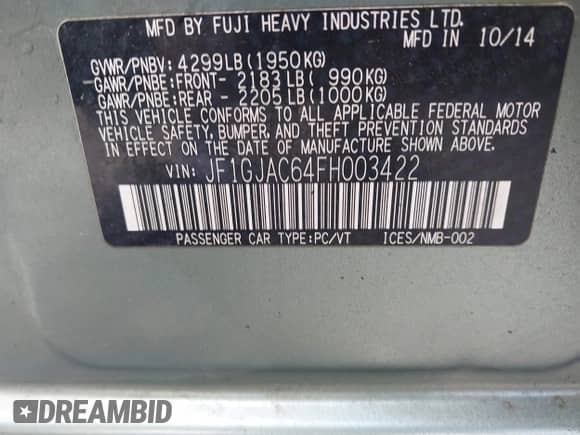 MFD BY FUJI HEAVY INDUSTRIES LTD.
MFD IN 10/14
GVWR/PNBV: 4299LB(1950KG)
GAWR/PNBE:FRONT- 2183LB( 990KG)
GAWR/PNBE:REAR - 2205LB(1000KG)
THIS VEHICLE CONFORMS TO ALL APPLICABLE FEDERAL MOTOR
VEHICLE SAFETY, BUMPER, AND THEFT PREVENTION STANDARDS
IN EFFECT ON THE DATE OF MANUFACTURE SHOWN ABOVE.
VIN: JF1GJAC64FH003422
PASSENGER CAR TYPE:PC/VT ICES/NMB-002
DREAMBID